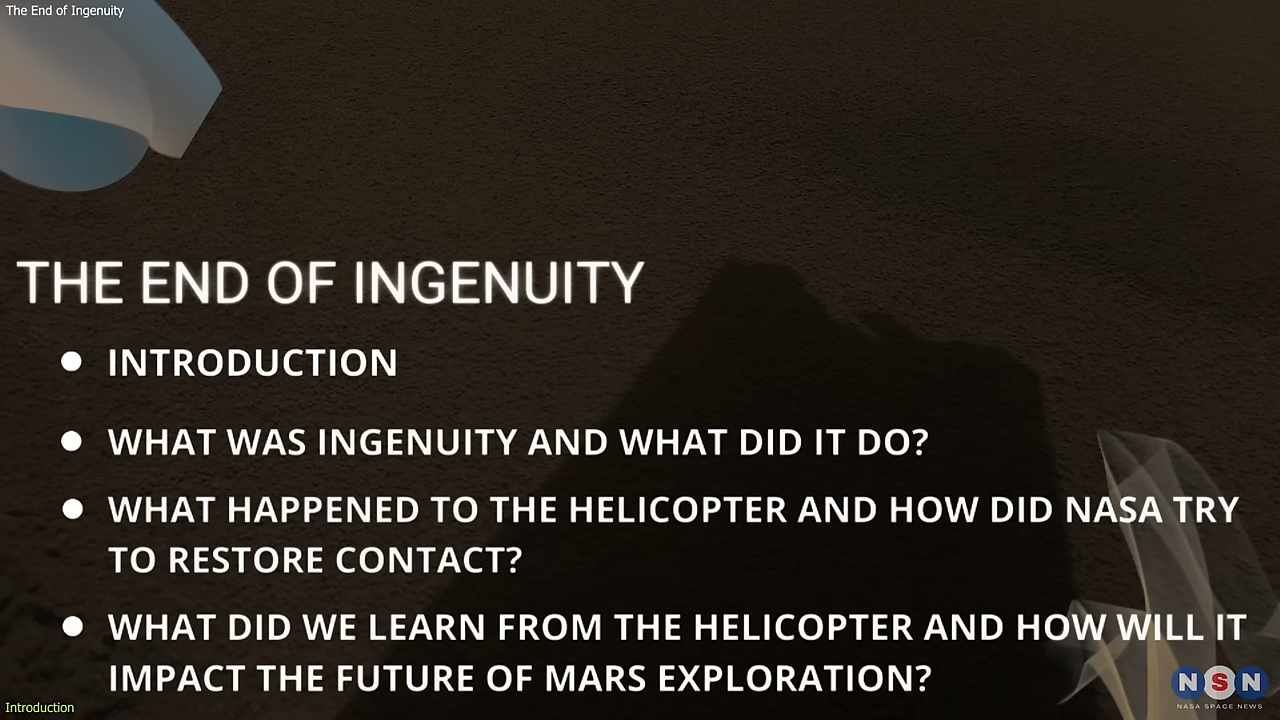 The End of Ingenuity
THE END OF INGENUITY
INTRODUCTION
WHAT WAS INGENUITY AND WHAT DID IT DO?
WHAT HAPPENED TO THE HELICOPTER AND HOW DID NASA TRY
TO RESTORE CONTACT?
WHAT DID WE LEARN FROM THE HELICOPTER AND HOW WILL IT
IMPACT THE FUTURE OF MARS EXPLORATION?
NSN
NASA SPACE NEWS
Introduction